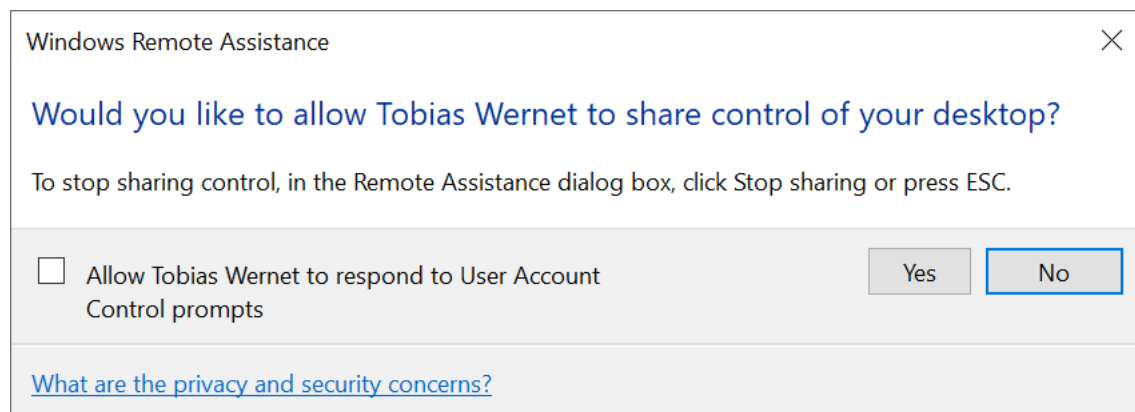 Windows Remote Assistance
Would you like to allow Tobias Wernet to share control of your desktop?
To stop sharing control, in the Remote Assistance dialog box, click Stop sharing or press ESC.
Allow Tobias Wernet to respond to User Account
Control prompts
Yes
No
What are the privacy and security concerns?